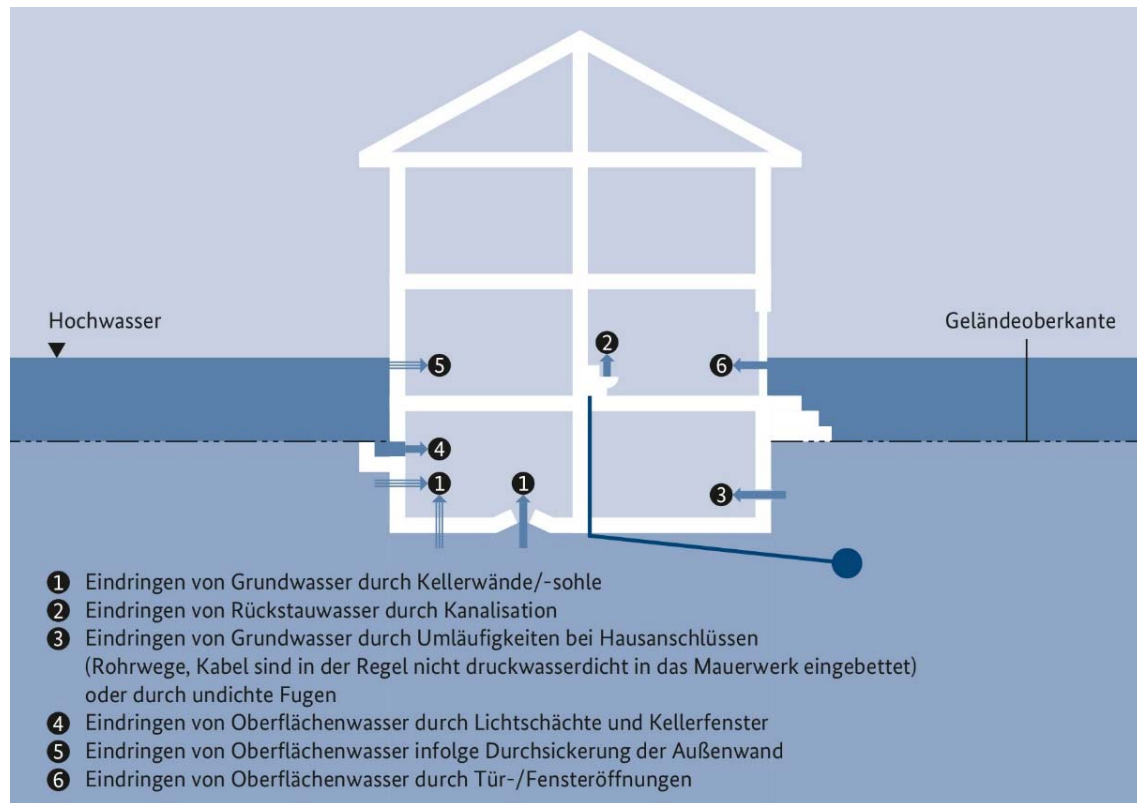 Hochwasser
Geländeoberkante
2
5
6
4
1
1
3
1 Eindringen von Grundwasser durch Kellerwände/-sohle
2 Eindringen von Rückstauwasser durch Kanalisation
3 Eindringen von Grundwasser durch Umläufigkeiten bei Hausanschlüssen
(Rohrwege, Kabel sind in der Regel nicht druckwasserdicht in das Mauerwerk eingebettet)
oder durch undichte Fugen
4 Eindringen von Oberflächenwasser durch Lichtschächte und Kellerfenster
5 Eindringen von Oberflächenwasser infolge Durchsickerung der Außenwand
6 Eindringen von Oberflächenwasser durch Tür-/Fensteröffnungen